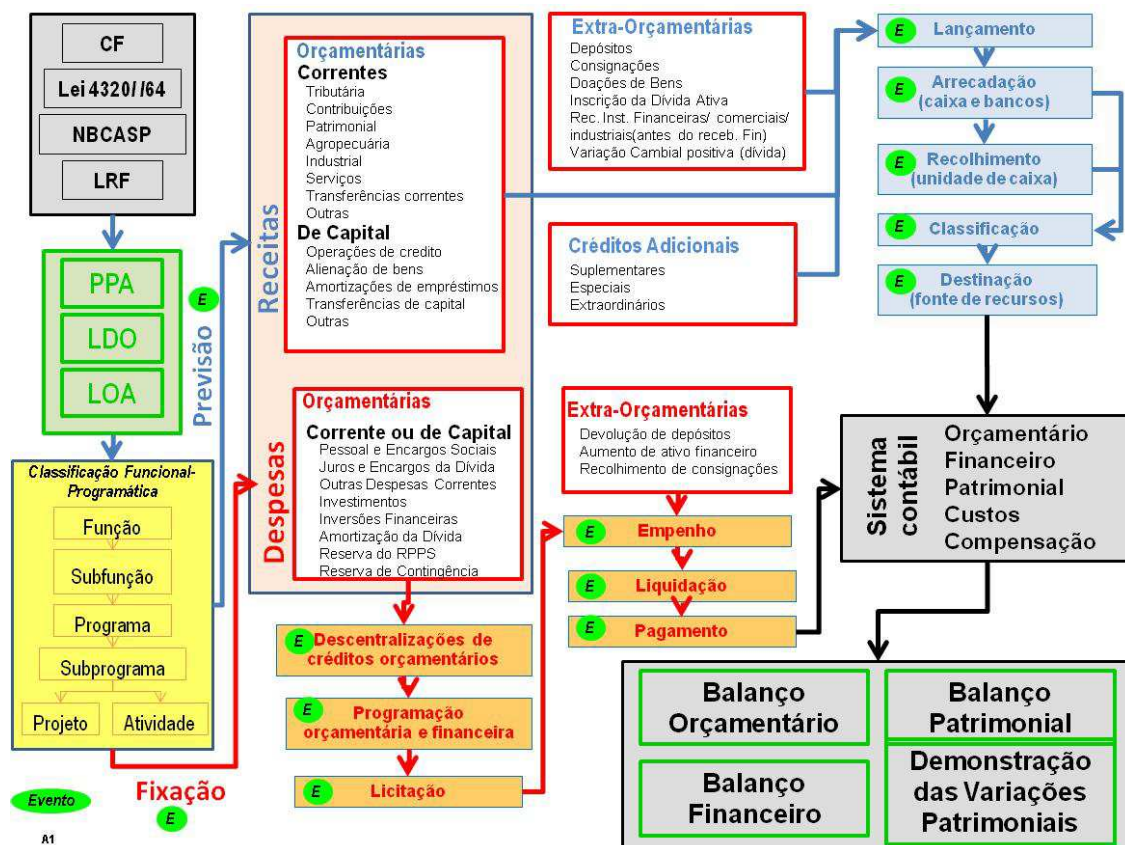 CF
Lei 4320//64
NBCASP
LRF
PPA
LDO
LOA
Classificação Funcional-
Programática
Função
Subfunção
Programa
Subprograma
Projeto
Atividade
Evento
A1
Previsão
E
Fixação
E
Receitas
Orçamentárias
Correntes
Tributária
Contribuições
Patrimonial
Agropecuária
Industrial
Serviços
Transferências correntes
Outras
De Capital
Operações de credito
Alienação de bens
Amortizações de empréstimos
Transferências de capital
Outras
Despesas
Orçamentárias
Corrente ou de Capital
Pessoal e Encargos Sociais
Juros e Encargos da Dívida
Outras Despesas Correntes
Investimentos
Inversões Financeiras
Amortização da Dívida
Reserva do RPPS
Reserva de Contingência
E
Descentralizações de
créditos orçamentários
E
Programação
orçamentária e financeira
E
Licitação
Extra-Orçamentárias
Depósitos
Consignações
Doações de Bens
Inscrição da Dívida Ativa
Rec. Inst. Financeiras/ comerciais/
industriais(antes do receb. Fin)
Variação Cambial positiva (dívida)
Créditos Adicionais
Suplementares
Especiais
Extraordinários
Extra-Orçamentárias
Devolução de depósitos
Aumento de ativo financeiro
Recolhimento de consignações
E
Empenho
E
Liquidação
E
Pagamento
E
Lançamento
E
Arrecadação
(caixa e bancos)
E
Recolhimento
(unidade de caixa)
E
Classificação
E
Destinação
(fonte de recursos)
Sistema
contábil
Orçamentário
Financeiro
Patrimonial
Custos
Compensação
Balanço
Orçamentário
Balanço
Patrimonial
Balanço
Financeiro
Demonstração
das Variações
Patrimoniais